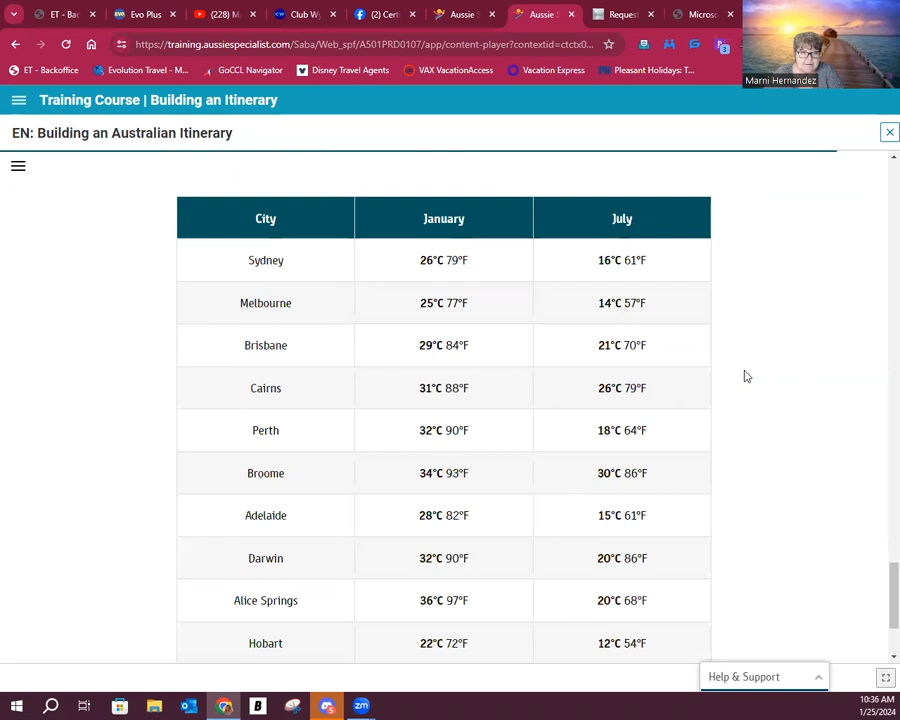 ET - Bac
Evo Plus
(228) M
Club W
(2) Cert
Aussie S
Aussie S
Request
Microso
https://training.aussiespecialist.com/Saba/Web_spf/A501PRD0107/app/content-player?contextid=ctctx0...
3
ET - Backoffice
Evolution Travel - M...
GoCCL Navigator
Disney Travel Agents
VAX VacationAccess
Vacation Express
Pleasant Holidays: T...
Marni Hernandez
Training Course | Building an Itinerary
EN: Building an Australian Itinerary
City January July
Sydney 26°C 79°F 16°C 61°F
Melbourne 25°C 77°F 14°C 57°F
Brisbane 29°C 84°F 21°C 70°F
Cairns 31°C 88°F 26°C 79°F
Perth 32°C 90°F 18°C 64°F
Broome 34°C 93°F 30°C 86°F
Adelaide 28°C 82°F 15°C 61°F
Darwin 32°C 90°F 20°C 86°F
Alice Springs 36°C 97°F 20°C 68°F
Hobart 22°C 72°F 12°C 54°F
Help & Support
10:36 AM
1/25/2024